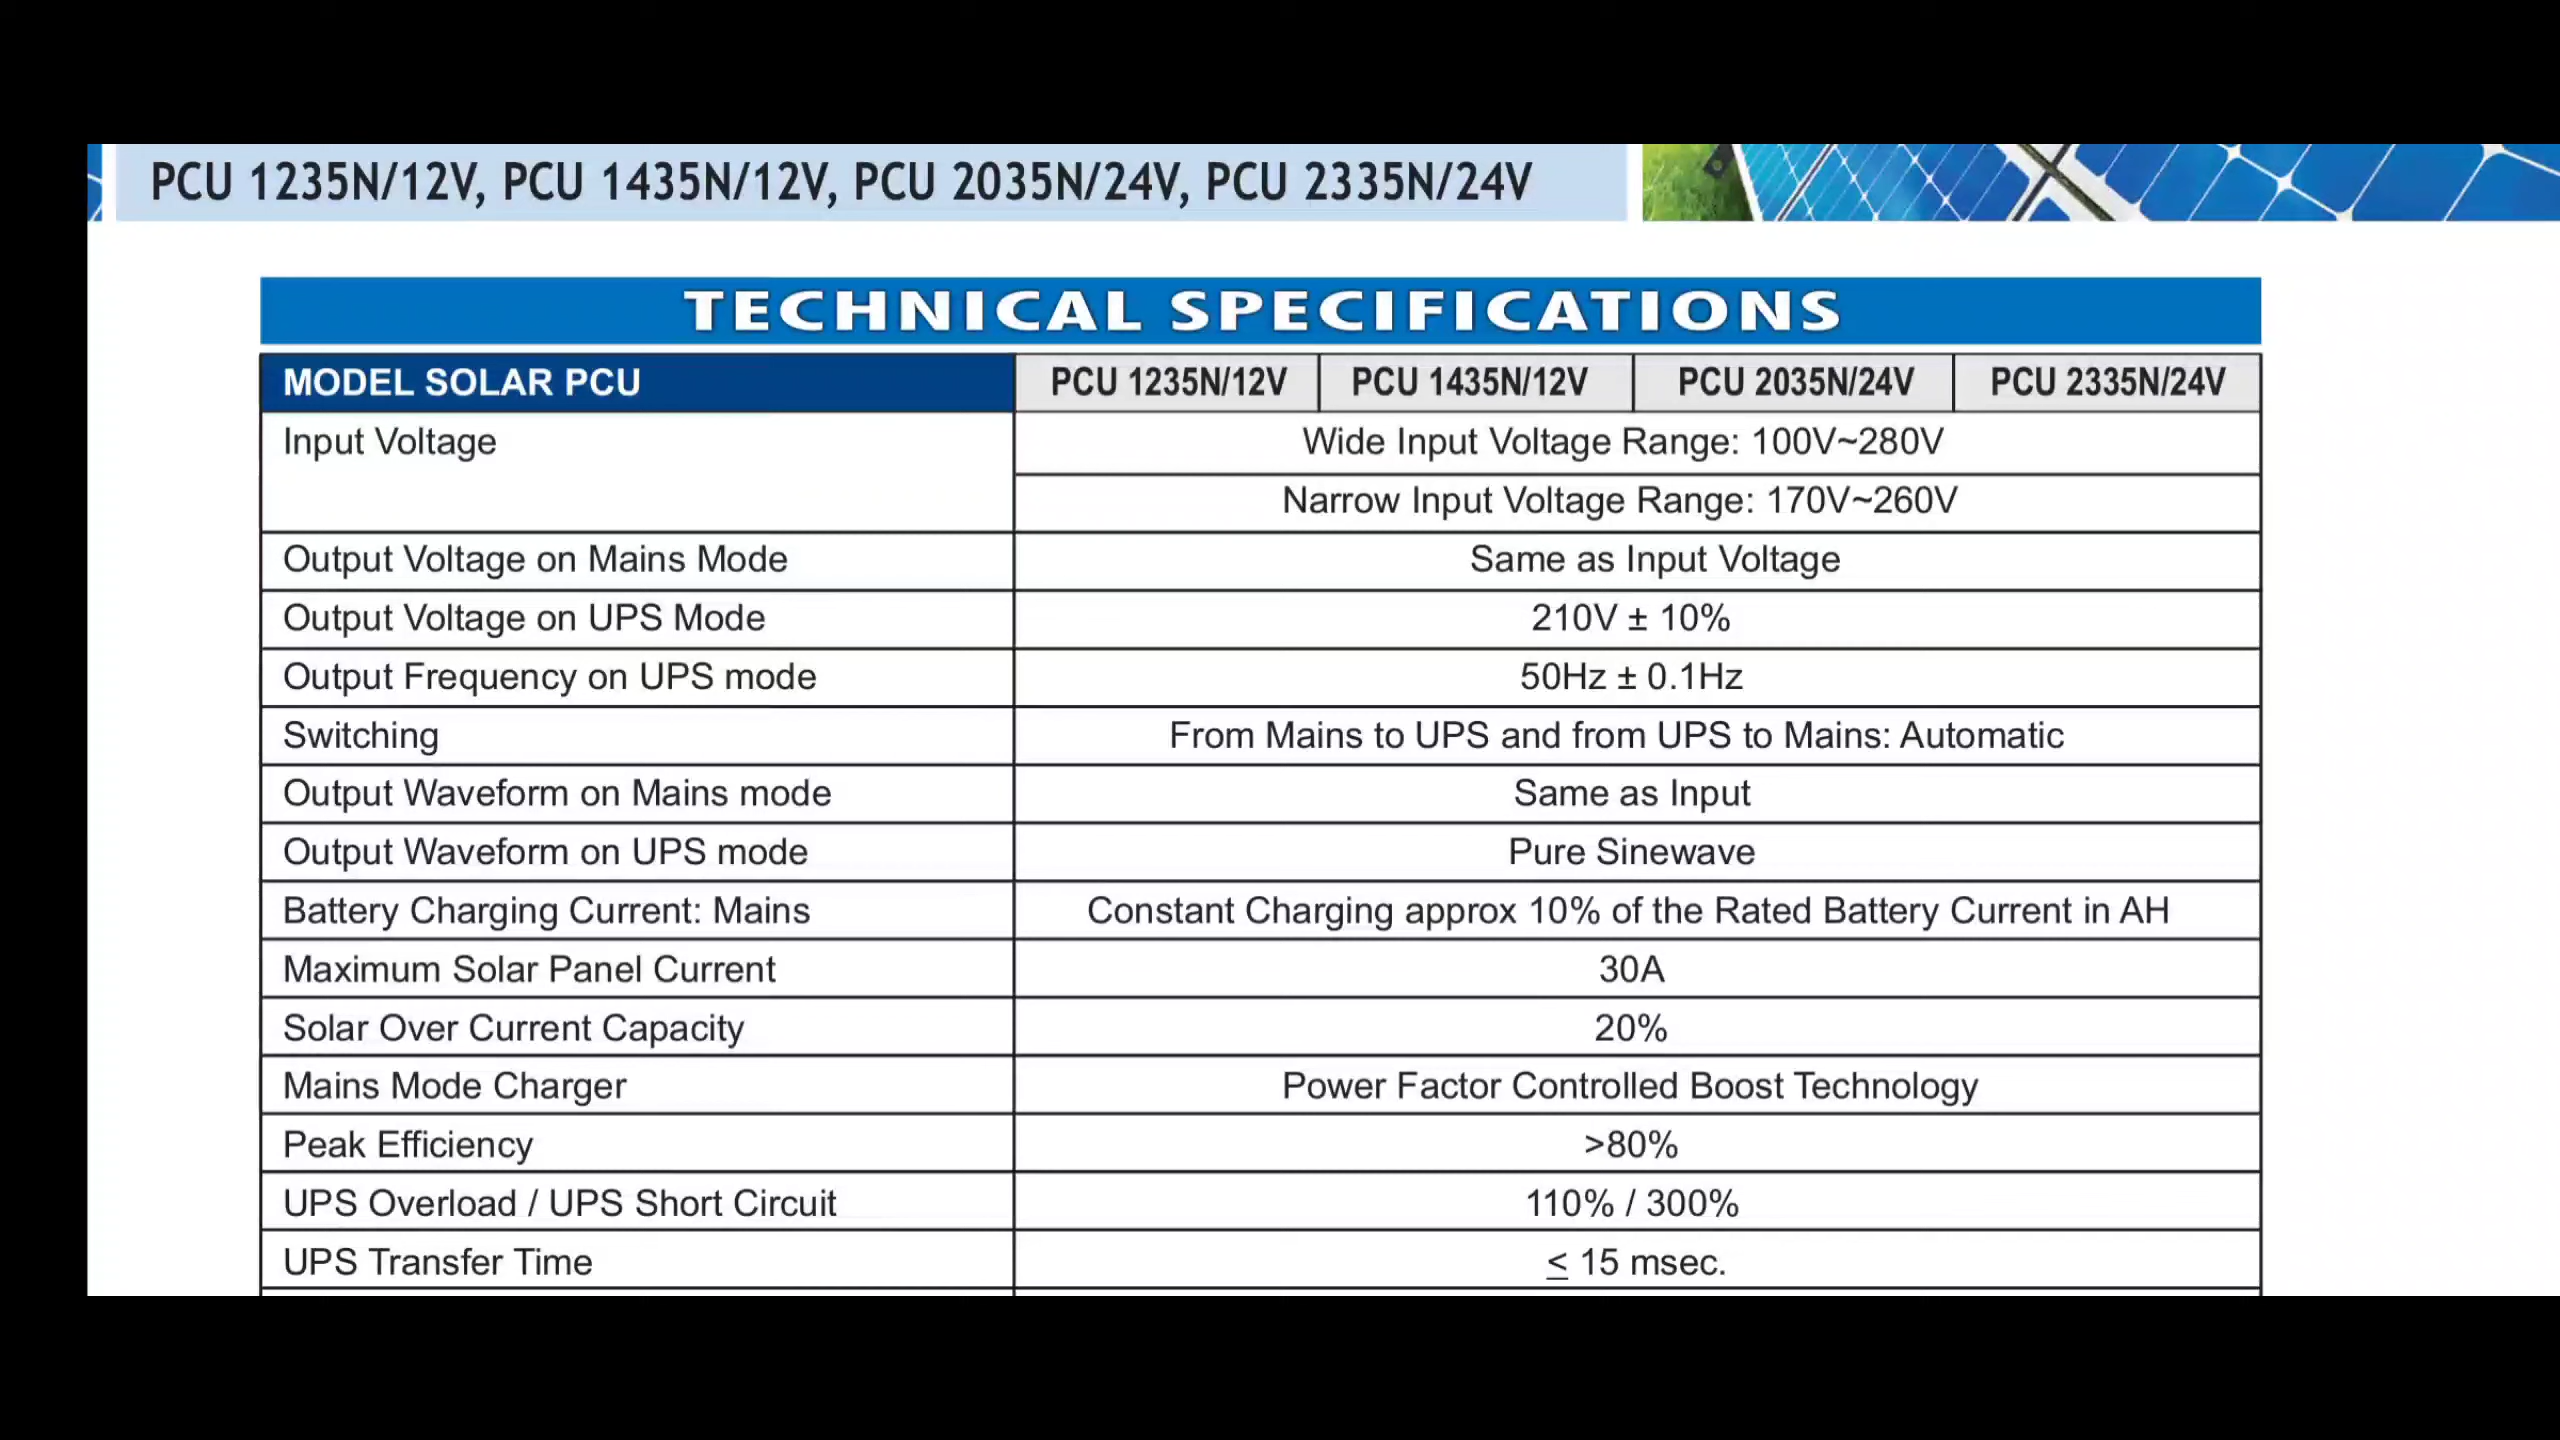 PCU 1235N/12V, PCU 1435N/12V, PCU 2035N/24V, PCU 2335N/24V
TECHNICAL SPECIFICATIONS
MODEL SOLAR PCU PCU 1235N/12V PCU 1435N/12V PCU 2035N/24V PCU 2335N/24V
Input Voltage Wide Input Voltage Range: 100V~280V
Narrow Input Voltage Range: 170V~260V
Output Voltage on Mains Mode Same as Input Voltage
Output Voltage on UPS Mode 210V ± 10%
Output Frequency on UPS mode 50Hz ± 0.1Hz
Switching From Mains to UPS and from UPS to Mains: Automatic
Output Waveform on Mains mode Same as Input
Output Waveform on UPS mode Pure Sinewave
Battery Charging Current: Mains Constant Charging approx 10% of the Rated Battery Current in AH
Maximum Solar Panel Current 30A
Solar Over Current Capacity 20%
Mains Mode Charger Power Factor Controlled Boost Technology
Peak Efficiency >80%
UPS Overload / UPS Short Circuit 110% / 300%
UPS Transfer Time ≤ 15 msec.